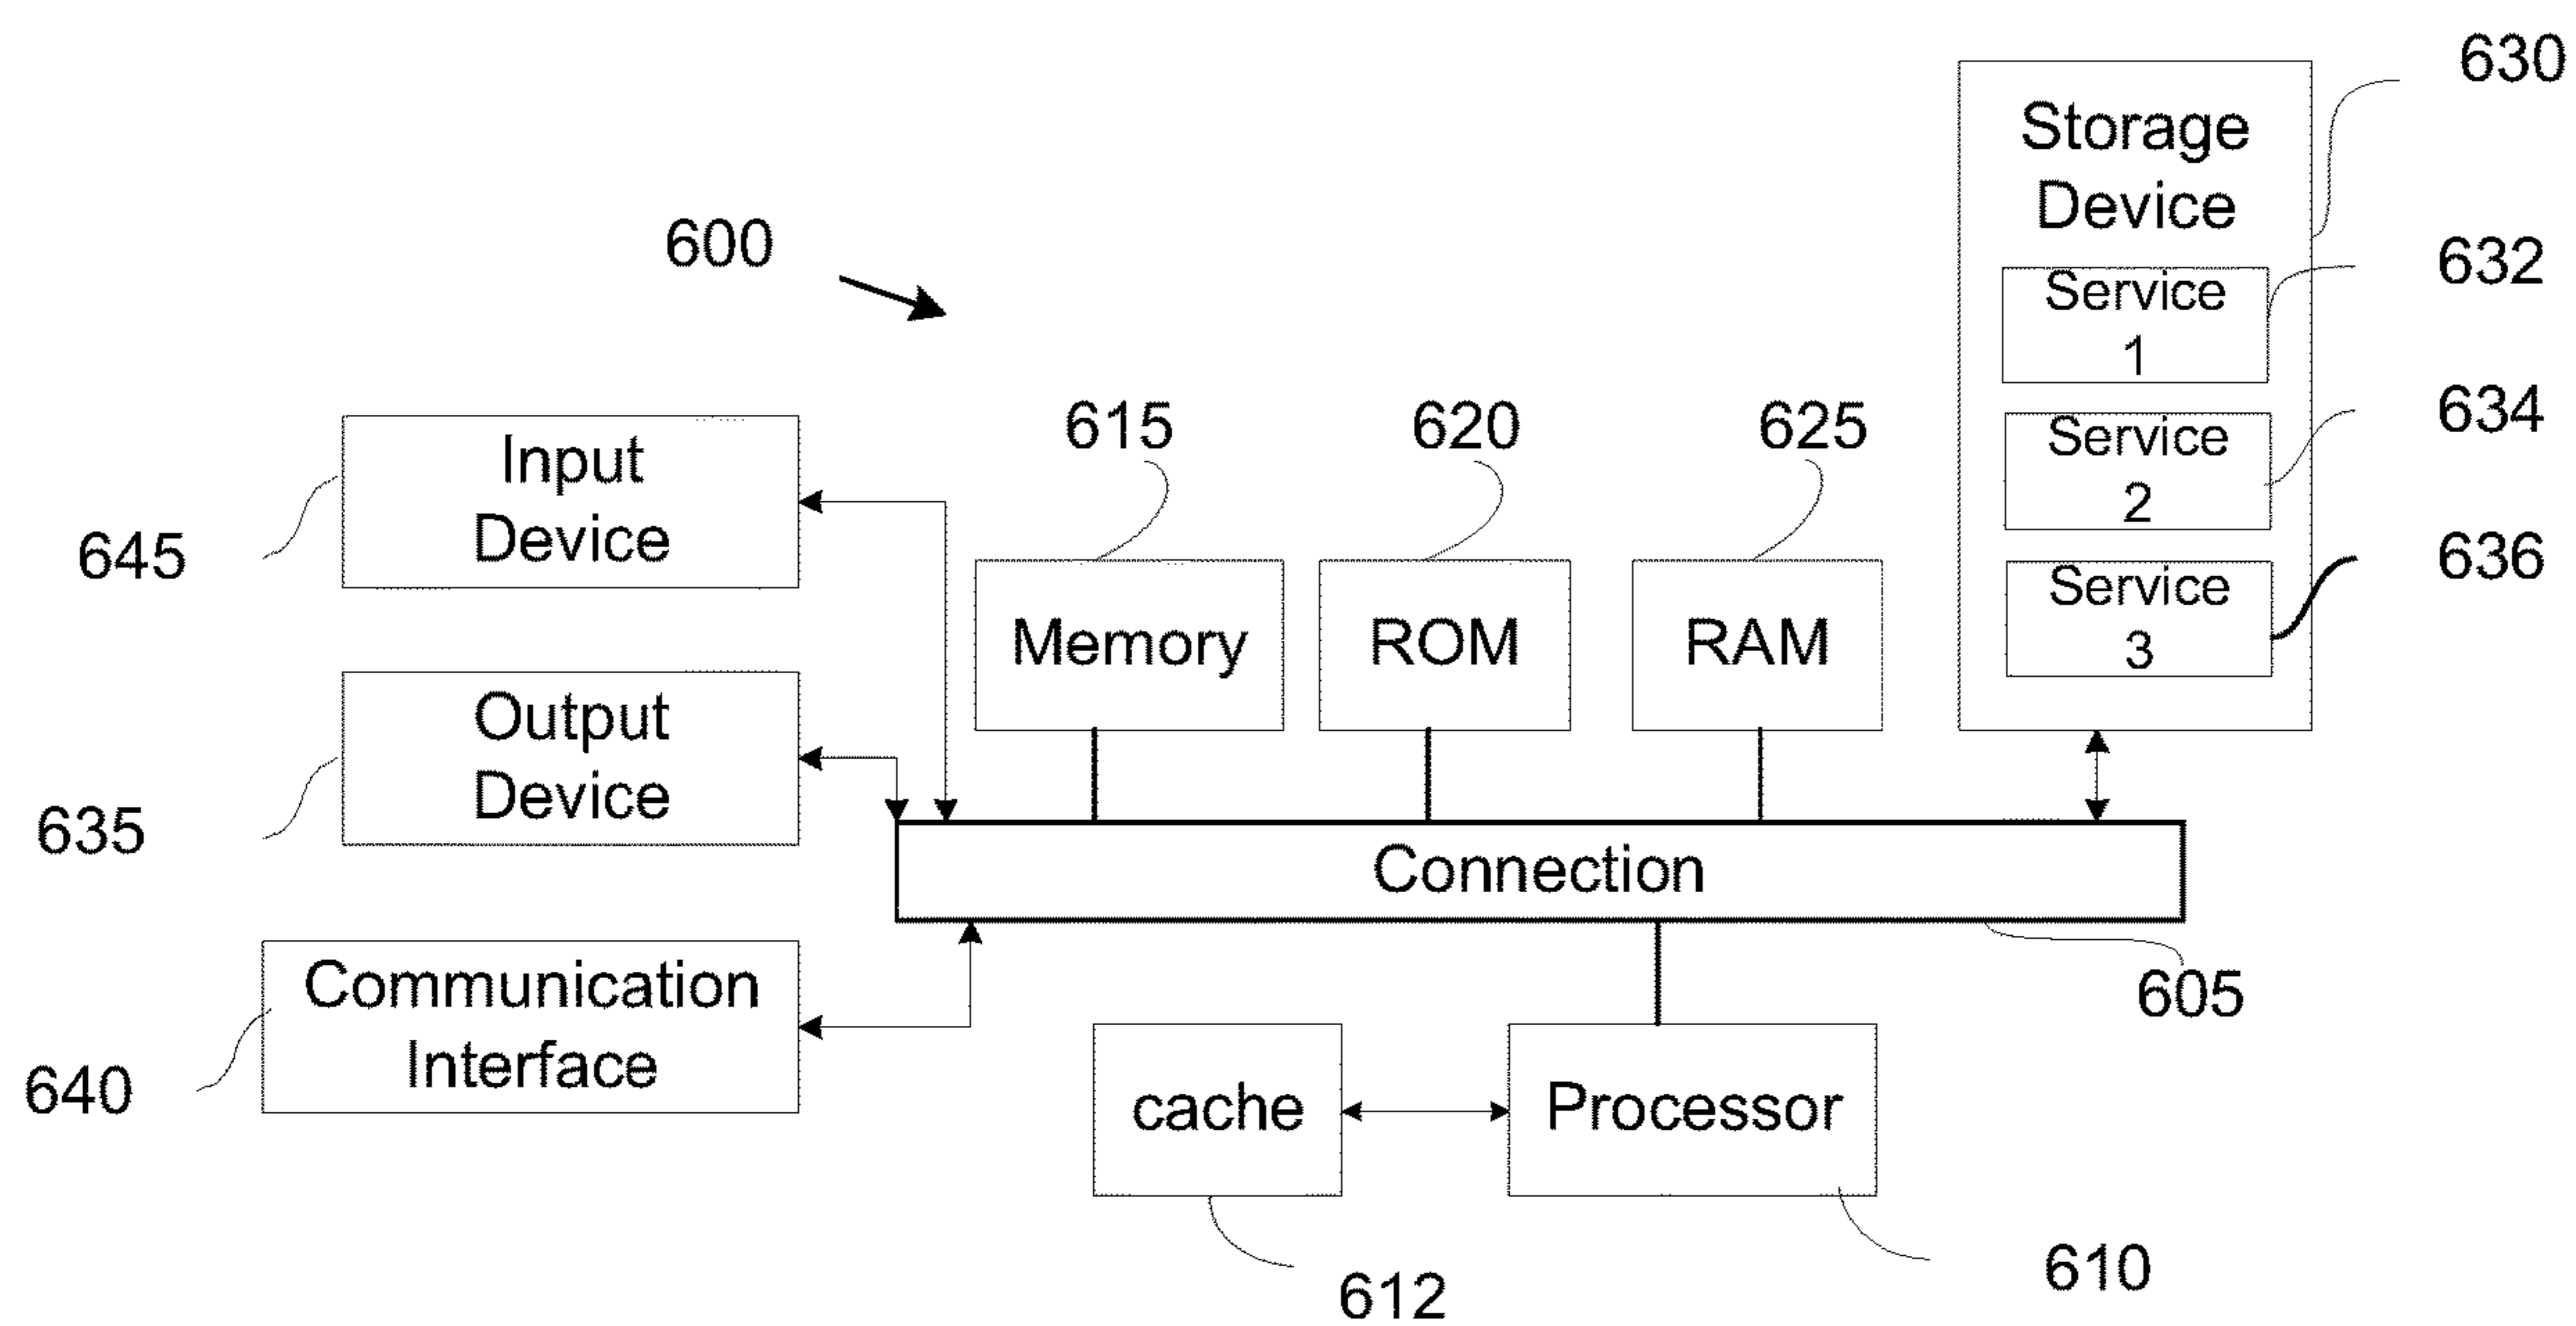 630
Storage
Device
600
632
Service
1
615
620
625
634
Service
2
Input
Device
645
636
Service
3
Memory
ROM
RAM
Output
Device
635
Connection
605
Communication
Interface
640
cache
Processor
612
610